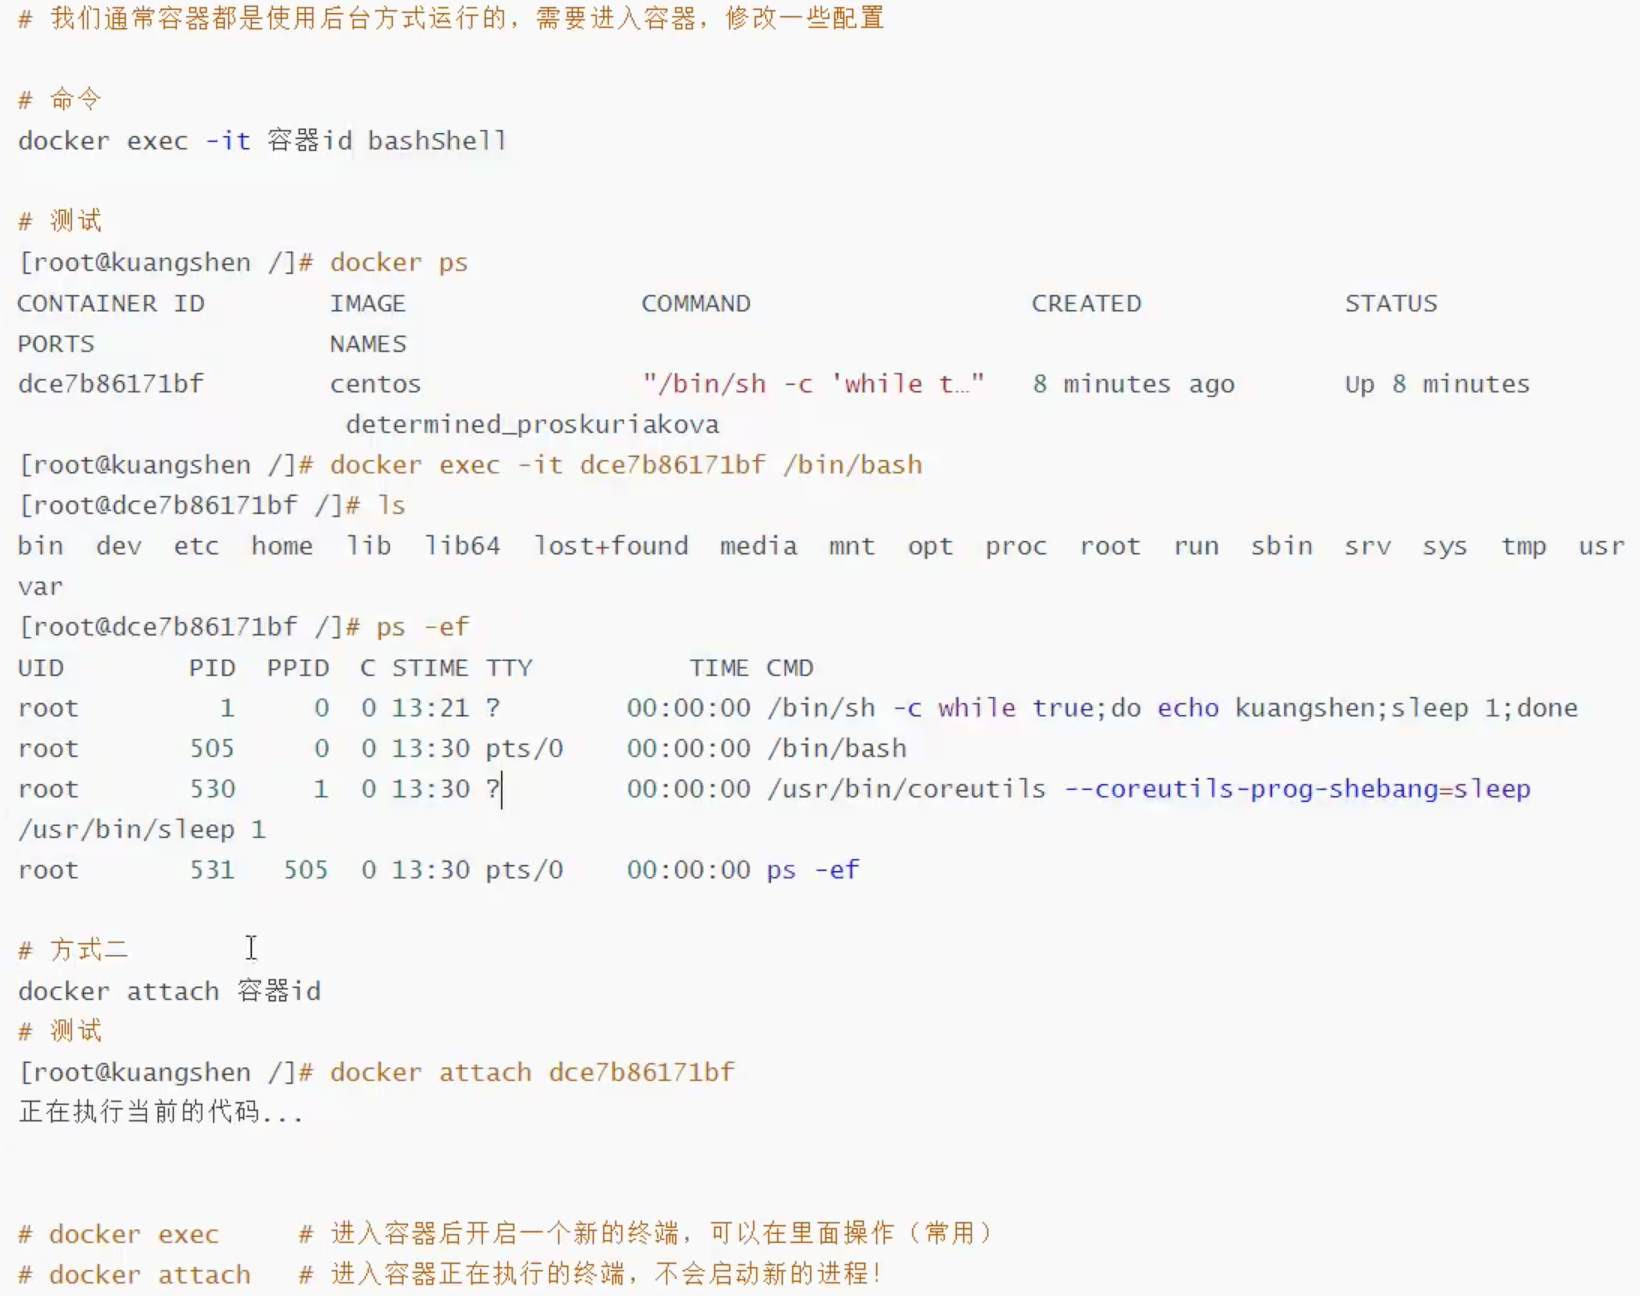 # 我们通常容器都是使用后台方式运行的，需要进入容器，修改一些配置
# 命令
docker exec -it 容器id bashShell
# 测试
[root@kuangshen /]# docker ps
CONTAINER ID        IMAGE               COMMAND                  CREATED             STATUS
PORTS               NAMES
dce7b86171bf        centos              "/bin/sh -c 'while t…"   8 minutes ago       Up 8 minutes
determined_proskuriakova
[root@kuangshen /]# docker exec -it dce7b86171bf /bin/bash
[root@dce7b86171bf /]# ls
bin  dev  etc  home  lib  lib64  lost+found  media  mnt  opt  proc  root  run  sbin  srv  sys  tmp  usr
var
[root@dce7b86171bf /]# ps -ef
UID        PID  PPID  C STIME TTY          TIME CMD
root         1     0  0 13:21 ?        00:00:00 /bin/sh -c while true;do echo kuangshen;sleep 1;done
root       505     0  0 13:30 pts/0    00:00:00 /bin/bash
root       530     1  0 13:30 ?        00:00:00 /usr/bin/coreutils --coreutils-prog-shebang=sleep
/usr/bin/sleep 1
root       531   505  0 13:30 pts/0    00:00:00 ps -ef
# 方式二
docker attach 容器id
# 测试
[root@kuangshen /]# docker attach dce7b86171bf
正在执行当前的代码...
# docker exec     # 进入容器后开启一个新的终端，可以在里面操作（常用）
# docker attach   # 进入容器正在执行的终端，不会启动新的进程！